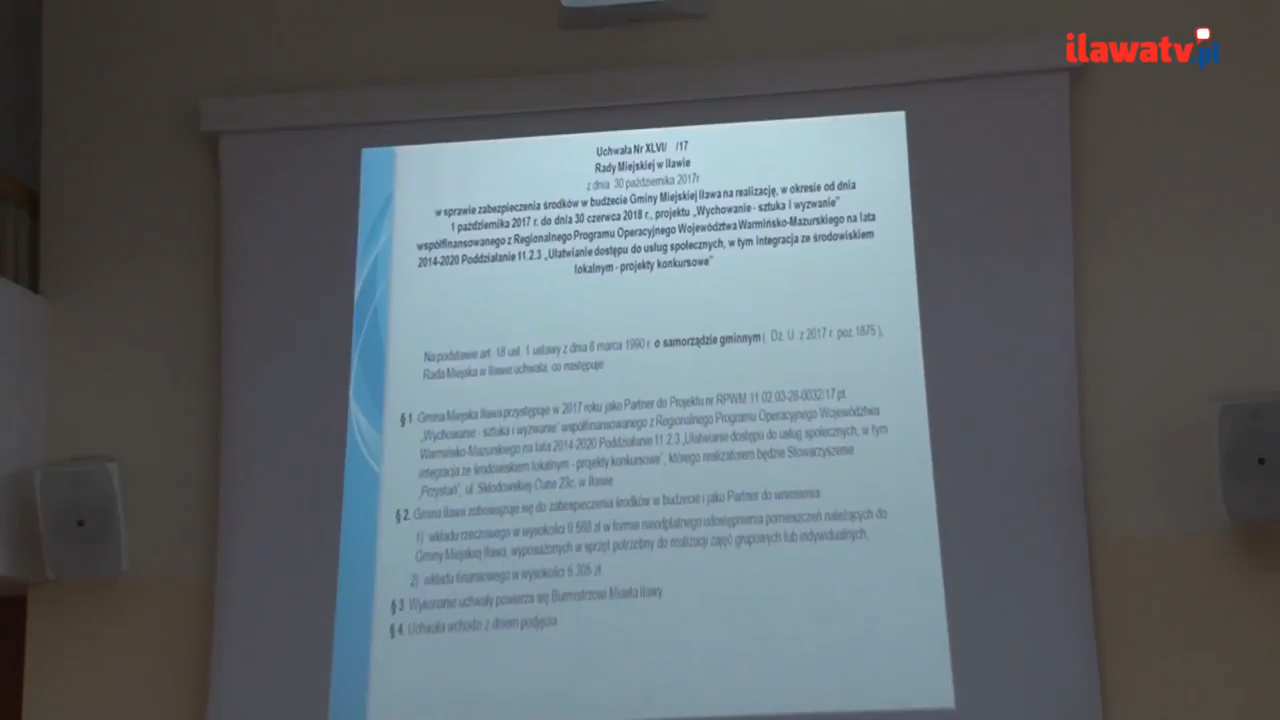 ilawatv.pl
Uchwała Nr XLVI/ /17
Rady Miejskiej w Iławie
z dnia 30 października 2017r
w sprawie zabezpieczenia środków w budżecie Gminy Miejskiej Iława na realizację, w okresie od dnia
1 października 2017 r. do dnia 30 czerwca 2018 r., projektu „Wychowanie - sztuka i wyzwanie”
współfinansowanego z Regionalnego Programu Operacyjnego Województwa Warmińsko-Mazurskiego na lata
2014-2020 Poddziałanie 11.2.3 „Ułatwianie dostępu do usług społecznych, w tym integracja ze środowiskiem
lokalnym - projekty konkursowe”
Na podstawie art. 18 ust. 1 ustawy z dnia 8 marca 1990 r. o samorządzie gminnym ( Dz. U. z 2017 r. poz.1875 ),
Rada Miejska w Iławie uchwala, co następuje
§ 1 Gmina Miejska Iława przystępuje w 2017 roku jako Partner do Projektu nr RPWM.11.02.03-28-0032/17 pt.
„Wychowanie - sztuka i wyzwanie” współfinansowanego z Regionalnego Programu Operacyjnego Województwa
Warmińsko-Mazurskiego na lata 2014-2020 Poddziałanie 11.2.3 „Ułatwianie dostępu do usług społecznych, w tym
integracja ze środowiskiem lokalnym - projekty konkursowe”, którego realizatorem będzie Stowarzyszenie
„Przystań”, ul. Skłodowskiej-Curie 23c, w Iławie
§ 2. Gmina Iława zobowiązuje się do zabezpieczenia środków w budżecie i jako Partner do wniesienia
1) wkładu rzeczowego w wysokości 9 568 zł w formie nieodpłatnego udostępnienia pomieszczeń należących do
Gminy Miejskiej Iława, wyposażonych w sprzęt potrzebny do realizacji zajęć grupowych lub indywidualnych,
2) wkładu finansowego w wysokości 6 306 zł
§ 3 Wykonanie uchwały powierza się Burmistrzowi Miasta Iławy
§ 4. Uchwała wchodzi z dniem podjęcia